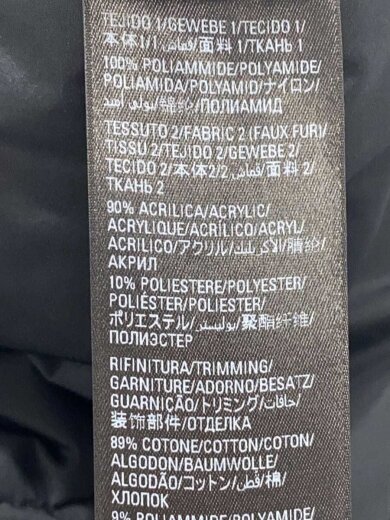 TEJIDO 1/GEWEBE 1/TECIDO 1/
本体1/1 قماش/面料 1/ТКАНЬ 1
100% POLIAMMIDE/POLYAMIDE/
POLIAMIDA/POLYAMID/ナイロン/
بولي أميد/锦纶/ПОЛИАМИД
TESSUTO 2/FABRIC 2 (FAUX FUR)/
TISSU 2/TEJIDO 2/GEWEBE 2/
TECIDO 2/本体2/2 قماش/面料 2/
ТКАНЬ 2
90% ACRILICA/ACRYLIC/
ACRYLIQUE/ACRÍLICO/ACRYL/
ACRÍLICO/アクリル/الاكريليك/腈纶/
АКРИЛ
10% POLIESTERE/POLYESTER/
POLIÉSTER/POLIESTER/
ポリエステル/بوليستر/聚酯纤维/
ПОЛИЭСТЕР
RIFINITURA/TRIMMING/
GARNITURE/ADORNO/BESATZ/
GUARNIÇÃO/トリミング/حافات/
装饰部件/ОТДЕЛКА
89% COTONE/COTTON/COTON/
ALGODON/BAUMWOLLE/
ALGODÃO/コットン/قطن/棉/
ХЛОПОК
9% POLIAMMIDE/POLYAMIDE/